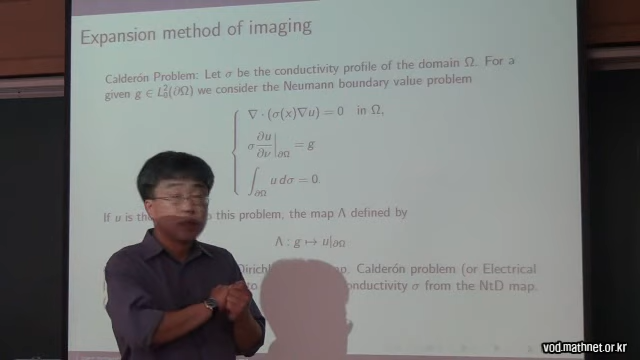 Expansion method of imaging
Calderón Problem: Let σ be the conductivity profile of the domain Ω. For a
given g ∈ L²₀(∂Ω) we consider the Neumann boundary value problem
∇ · (σ(x)∇u) = 0 in Ω,
σ ∂u/∂ν |∂Ω = g
∫∂Ω u dσ = 0.
If u is the to this problem, the map Λ defined by
Λ : g ↦ u|∂Ω
Calderón problem (or Electrical
conductivity σ from the NtD map.
vod.mathnet.or.kr